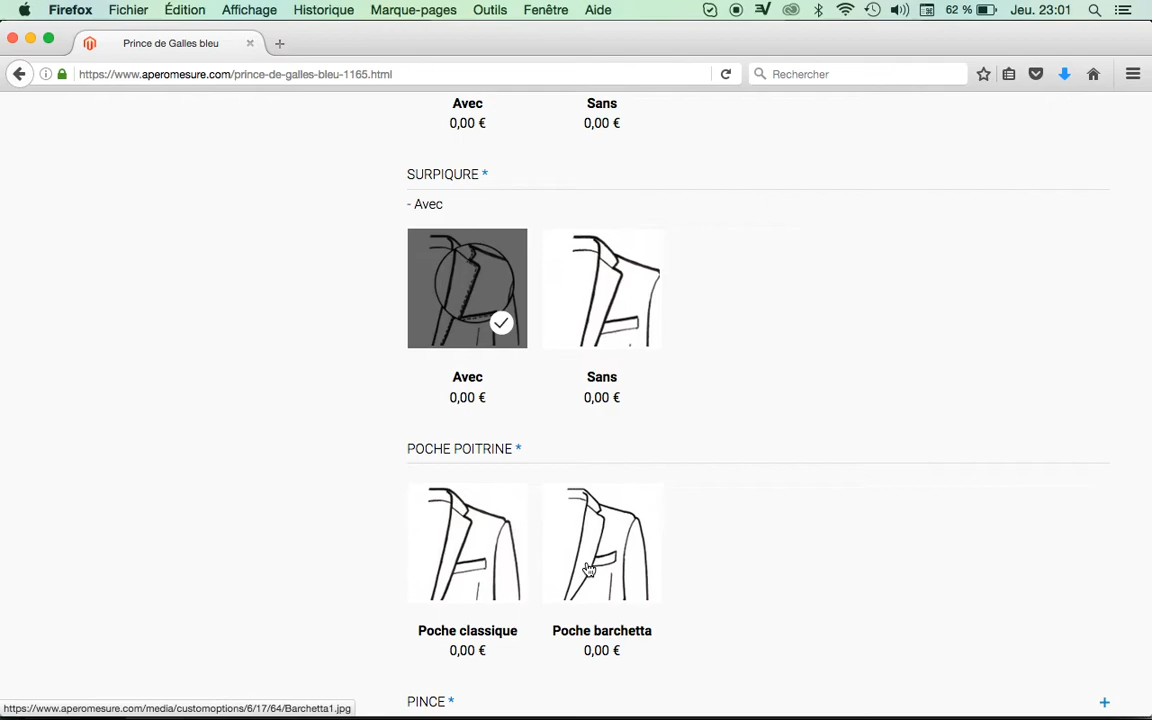 Firefox Fichier Édition Affichage Historique Marque-pages Outils Fenêtre Aide 62 % Jeu. 23:01
Prince de Galles bleu
https://www.aperomesure.com/prince-de-galles-bleu-1165.html Rechercher
Avec Sans
0,00 € 0,00 €
SURPIQURE *
- Avec
Avec Sans
0,00 € 0,00 €
POCHE POITRINE *
Poche classique Poche barchetta
0,00 € 0,00 €
PINCE * +
https://www.aperomesure.com/media/customoptions/6/17/64/Barchetta1.jpg